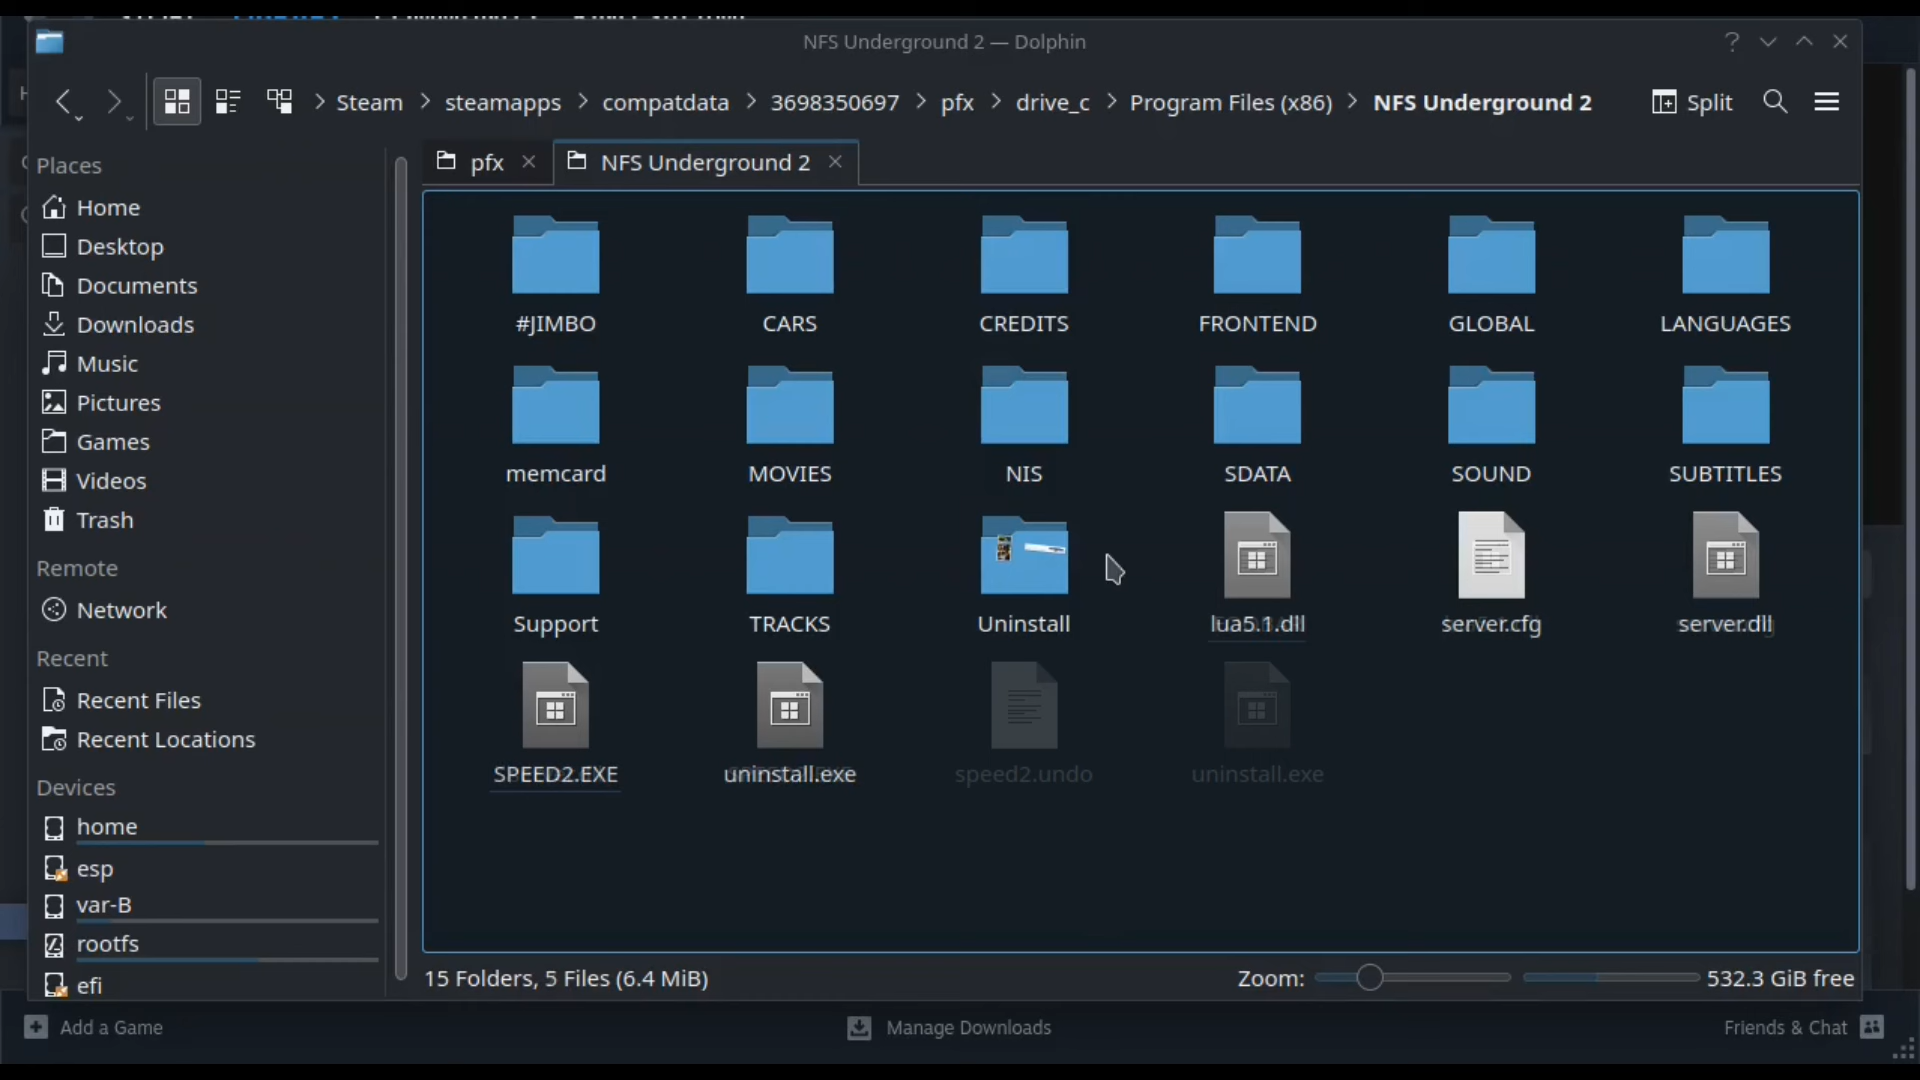 NFS Underground 2 — Dolphin
Steam > steamapps > compatdata > 3698350697 > pfx > drive_c > Program Files (x86) > NFS Underground 2
Split
Places
Home
Desktop
Documents
Downloads
Music
Pictures
Games
Videos
Trash
Remote
Network
Recent
Recent Files
Recent Locations
Devices
home
esp
var-B
rootfs
efi
pfx
NFS Underground 2
#JIMBO
CARS
CREDITS
FRONTEND
GLOBAL
LANGUAGES
memcard
MOVIES
NIS
SDATA
SOUND
SUBTITLES
Support
TRACKS
Uninstall
lua5.1.dll
server.cfg
server.dll
SPEED2.EXE
uninstall.exe
speed2.undo
uninstall.exe
15 Folders, 5 Files (6.4 MiB)
Zoom:
532.3 GiB free
Add a Game
Manage Downloads
Friends & Chat